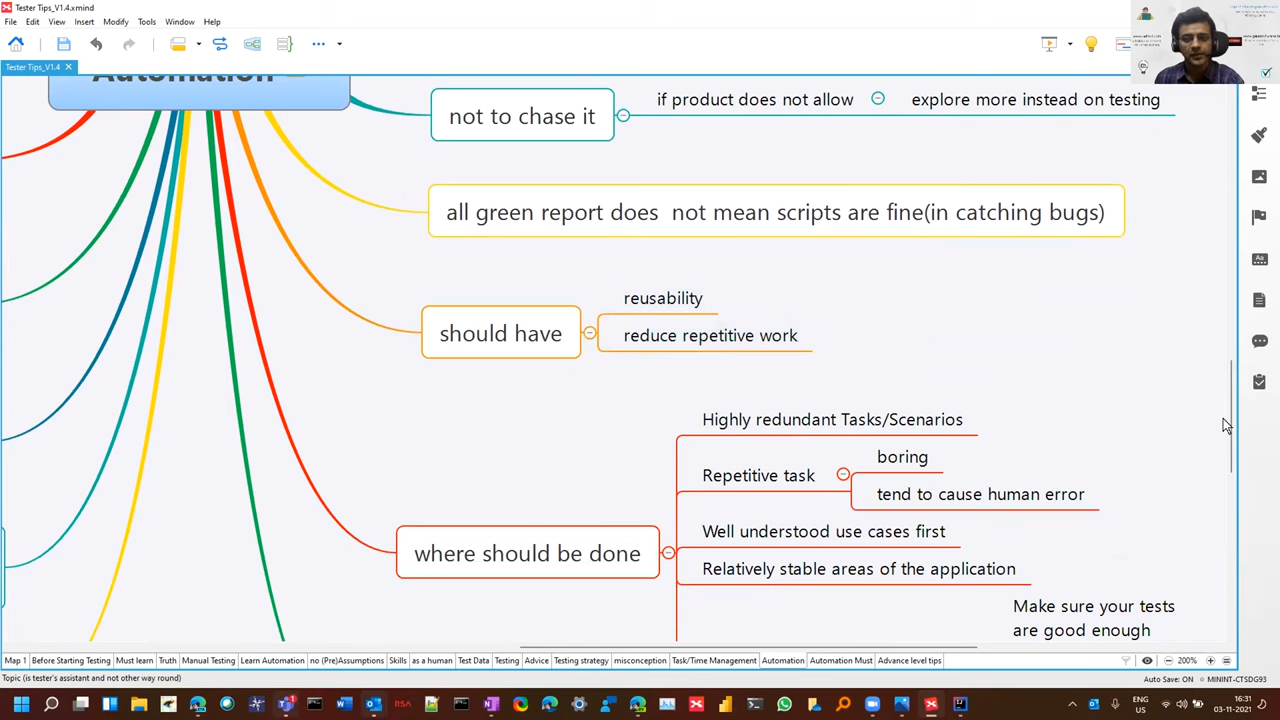 Tester Tips_V1.4.xmind
File Edit View Insert Modify Tools Window Help
Tester Tips_V1.4
Automation
not to chase it
if product does not allow
explore more instead on testing
all green report does not mean scripts are fine(in catching bugs)
should have
reusability
reduce repetitive work
where should be done
Highly redundant Tasks/Scenarios
Repetitive task
boring
tend to cause human error
Well understood use cases first
Relatively stable areas of the application
Make sure your tests
are good enough
Map 1 Before Starting Testing Must learn Truth Manual Testing Learn Automation no (Pre)Assumptions Skills as a human Test Data Testing Advice Testing strategy misconception Task/Time Management Automation Automation Must Advance level tips
200%
Topic (is tester's assistant and not other way round)
Auto Save: ON MININT-CTSDG93
RSA
ENG
US
16:31
03-11-2021